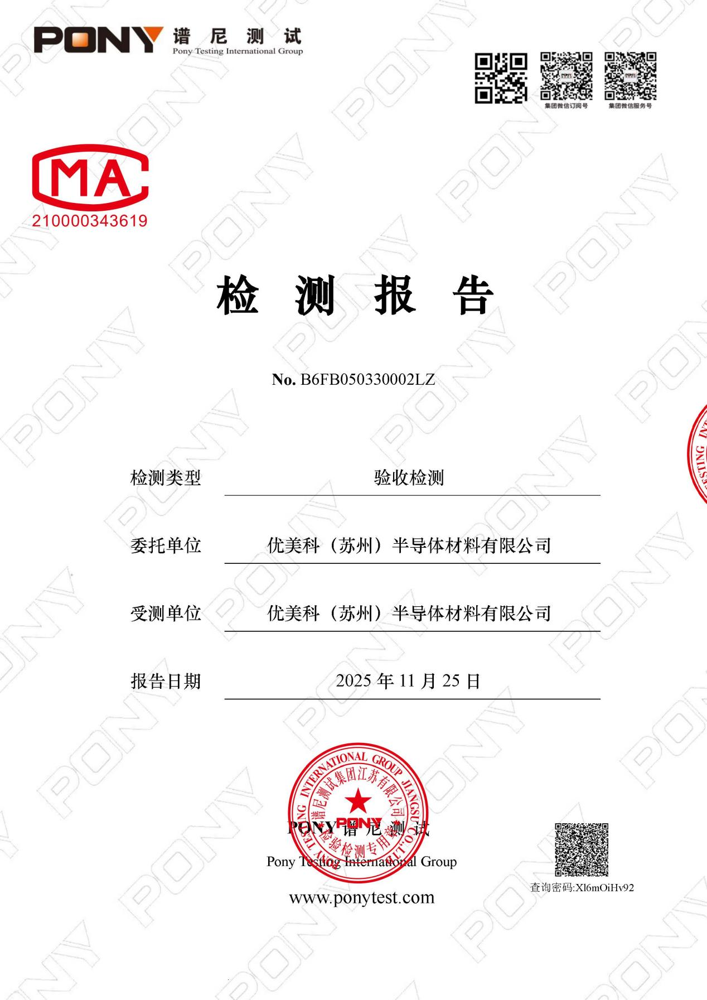 PONY 谱尼测试
Pony Testing International Group
集团微信订阅号 集团微信服务号
MA
210000343619
检测报告
No. B6FB050330002LZ
检测类型 验收检测
委托单位 优美科（苏州）半导体材料有限公司
受测单位 优美科（苏州）半导体材料有限公司
报告日期 2025 年 11 月 25 日
PONY TESTING INTERNATIONAL GROUP JIANGSU CO.,LTD
谱尼测试集团江苏有限公司
PONY
检验检测专用章
PONY 谱尼测试
Pony Testing International Group
www.ponytest.com
查询密码:Xl6mOiHv92